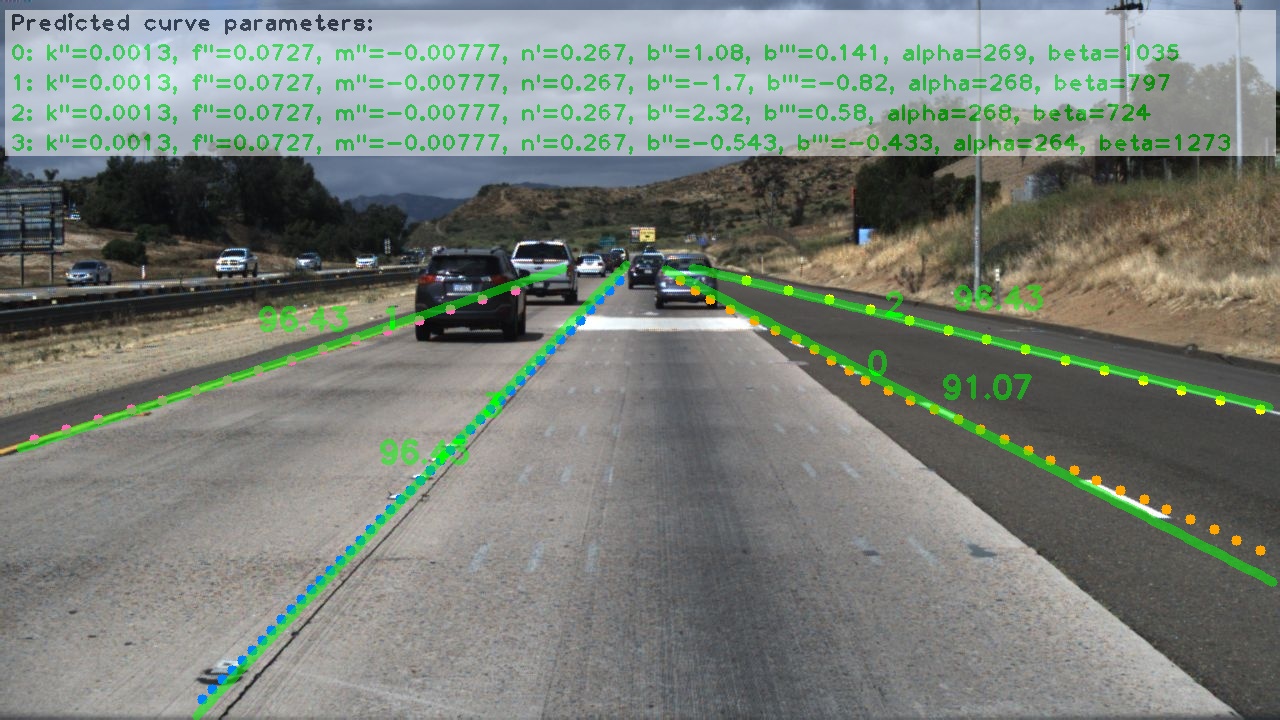 Predicted curve parameters:
0: k"=0.0013, f"=0.0727, m"=-0.00777, n'=0.267, b"=1.08, b'"=0.141, alpha=269, beta=1035
1: k"=0.0013, f"=0.0727, m"=-0.00777, n'=0.267, b"=-1.7, b'"=-0.82, alpha=268, beta=797
2: k"=0.0013, f"=0.0727, m"=-0.00777, n'=0.267, b"=2.32, b'"=0.58, alpha=268, beta=724
3: k"=0.0013, f"=0.0727, m"=-0.00777, n'=0.267, b"=-0.543, b'"=-0.433, alpha=264, beta=1273
96.43 1
2 96.43
0
91.07
96.43